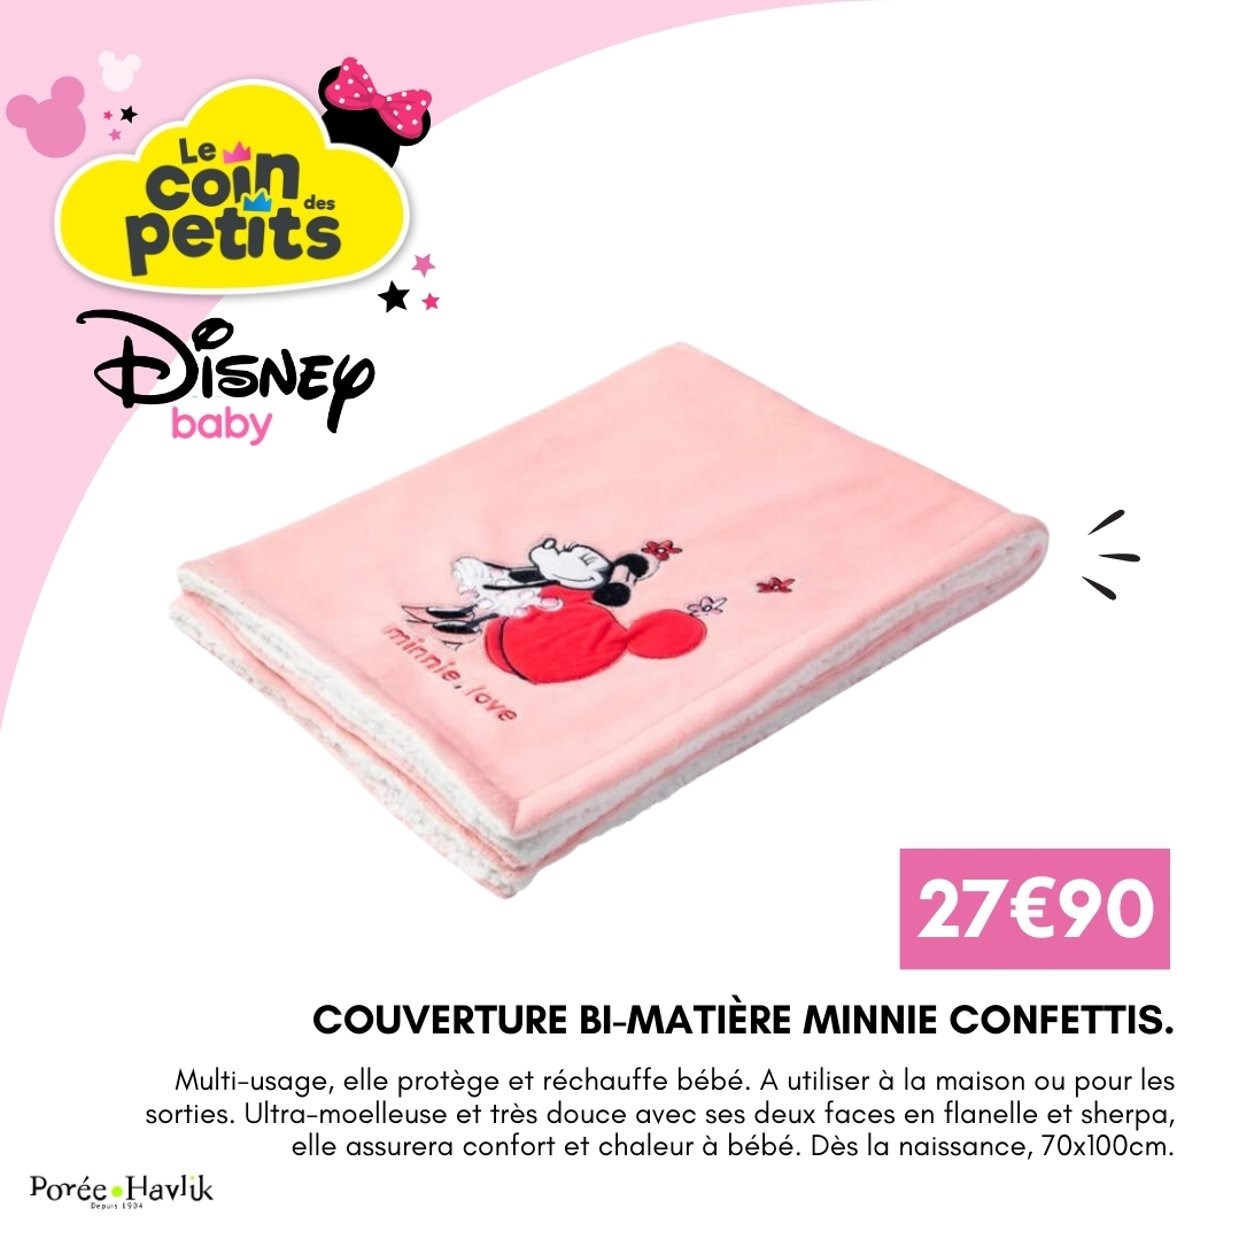 Le
coin
des
petits
Disney
baby
minnie, love
27€90
COUVERTURE BI-MATIÈRE MINNIE CONFETTIS.
Multi-usage, elle protège et réchauffe bébé. A utiliser à la maison ou pour les
sorties. Ultra-moelleuse et très douce avec ses deux faces en flanelle et sherpa,
elle assurera confort et chaleur à bébé. Dès la naissance, 70x100cm.
Porée Havlik
Depuis 1934